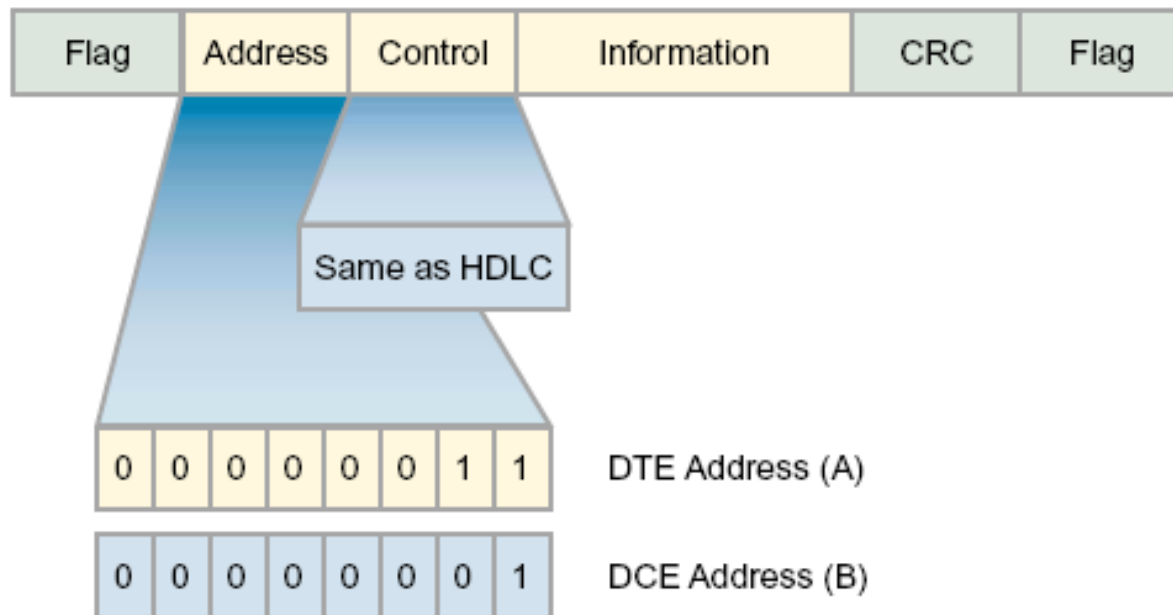 Flag Address Control Information CRC Flag
Same as HDLC
0 0 0 0 0 0 1 1 DTE Address (A)
0 0 0 0 0 0 0 1 DCE Address (B)